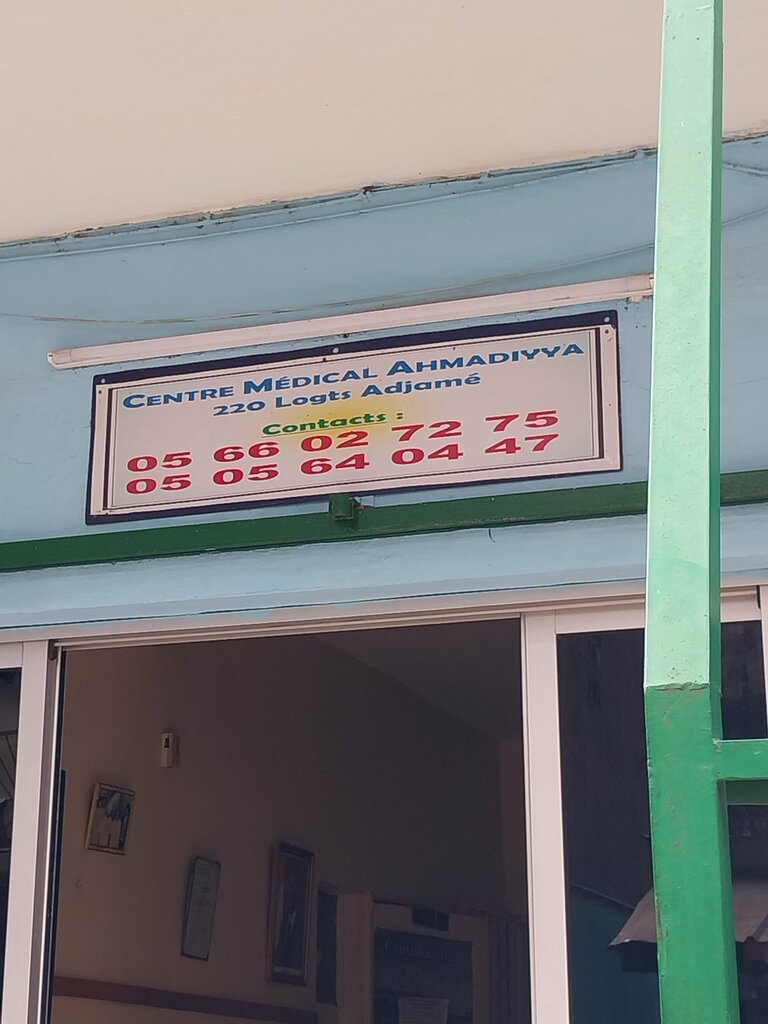 CENTRE MÉDICAL AHMADIYYA
220 Logts Adjamé
Contacts :
05 66 02 72 75
05 05 64 04 47